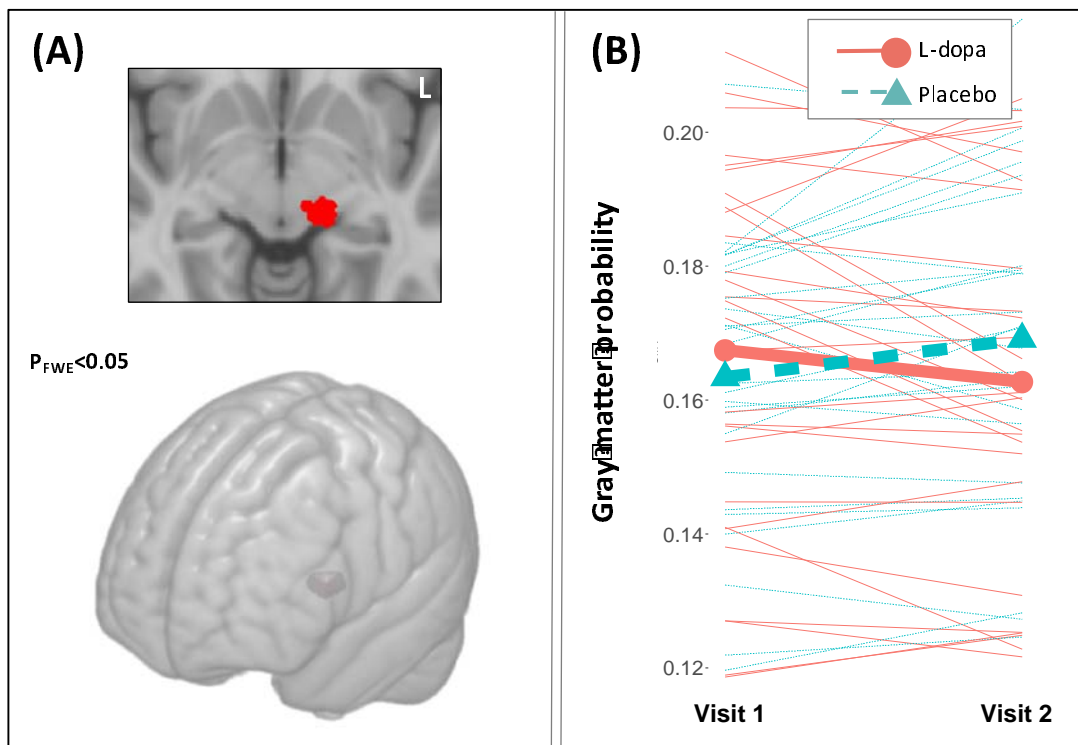 (A)
L
P_FWE<0.05
(B)
L-dopa
Placebo
Gray matter probability
0.20
0.18
0.16
0.14
0.12
Visit 1 Visit 2